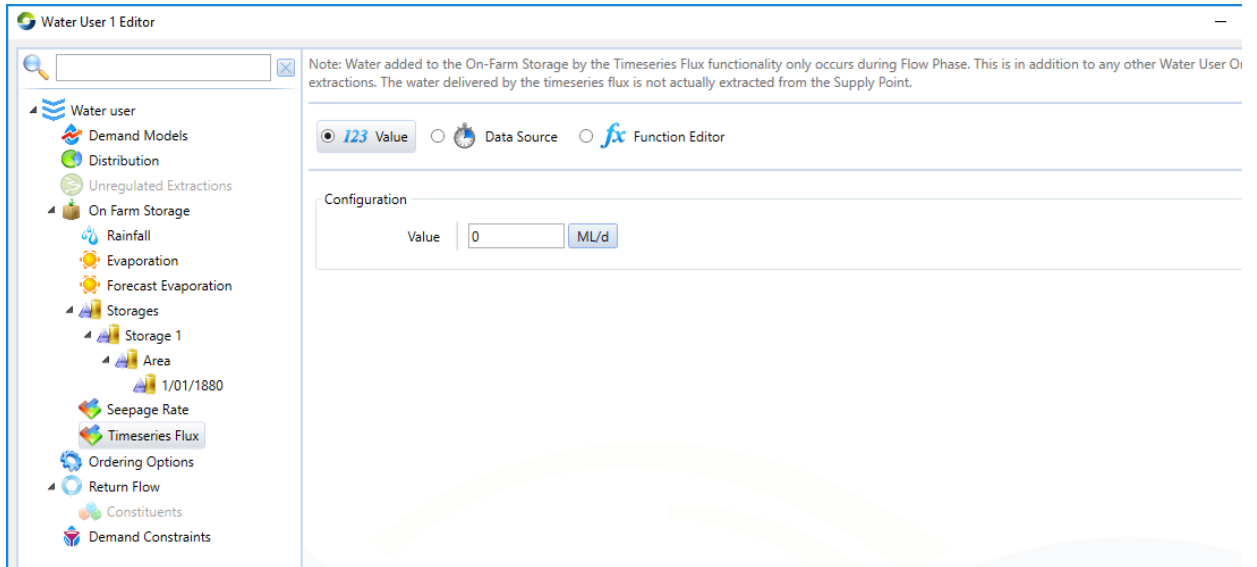 Water User 1 Editor
Note: Water added to the On-Farm Storage by the Timeseries Flux functionality only occurs during Flow Phase. This is in addition to any other Water User
extractions. The water delivered by the timeseries flux is not actually extracted from the Supply Point.
Water user
Demand Models
Distribution
Unregulated Extractions
On Farm Storage
Rainfall
Evaporation
Forecast Evaporation
Storages
Storage 1
Area
1/01/1880
Seepage Rate
Timeseries Flux
Ordering Options
Return Flow
Constituents
Demand Constraints
123 Value Data Source fx Function Editor
Configuration
Value 0 ML/d